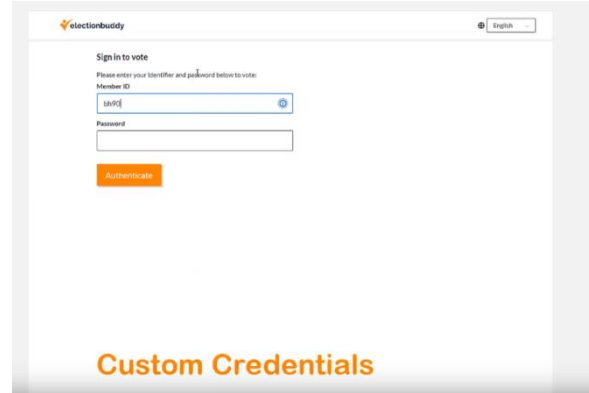 electionbuddy
English
Sign in to vote
Please enter your Identifier and password below to vote:
Member ID
bh90
Password
Authenticate
Custom Credentials